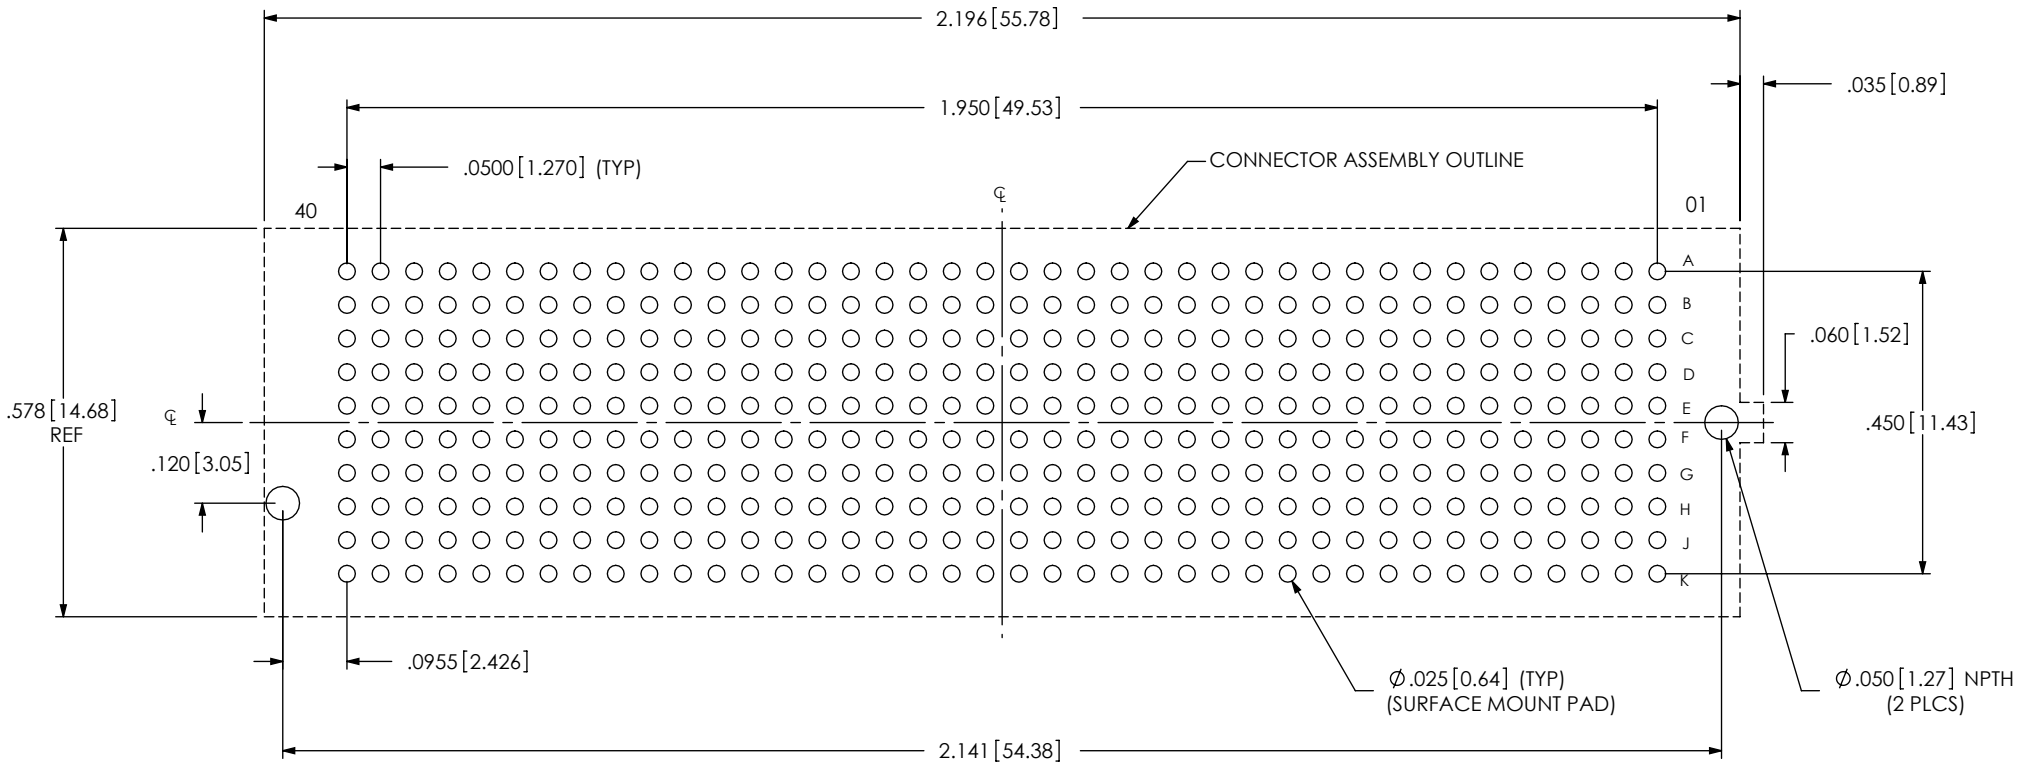 2.196[55.78]
.035[0.89]
1.950[49.53]
.0500[1.270] (TYP)
CONNECTOR ASSEMBLY OUTLINE
℄
40
01
A
B
C
D
E
F
G
H
J
K
.060[1.52]
.578[14.68]
REF
℄
.450[11.43]
.120[3.05]
.0955[2.426]
Ø.025[0.64] (TYP)
(SURFACE MOUNT PAD)
Ø.050[1.27] NPTH
(2 PLCS)
2.141[54.38]